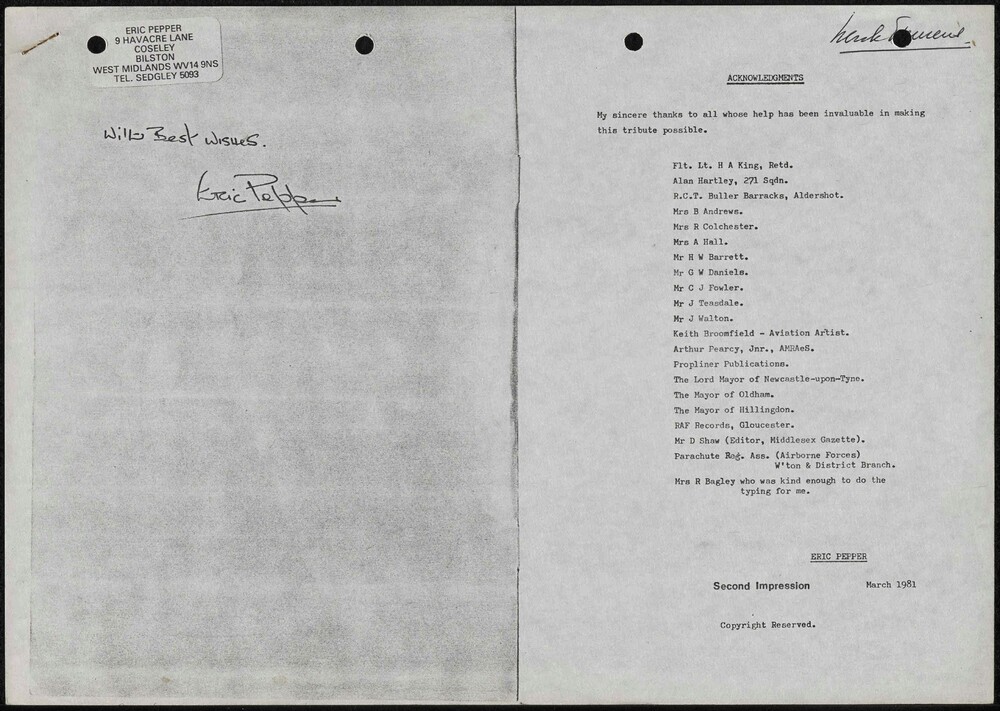 ERIC PEPPER
9 HAVACRE LANE
COSELEY
BILSTON
WEST MIDLANDS WV14 9NS
TEL. SEDGLEY 5093
With Best Wishes.
Eric Pepper
ACKNOWLEDGMENTS
My sincere thanks to all whose help has been invaluable in making
this tribute possible.
Flt. Lt. H A King, Retd.
Alan Hartley, 271 Sqdn.
R.C.T. Buller Barracks, Aldershot.
Mrs B Andrews.
Mrs R Colchester.
Mrs A Hall.
Mr H W Barrett.
Mr G W Daniels.
Mr C J Fowler.
Mr J Teasdale.
Mr J Walton.
Keith Broomfield - Aviation Artist.
Arthur Pearcy, Jnr., AMRAeS.
Propliner Publications.
The Lord Mayor of Newcastle-upon-Tyne.
The Mayor of Oldham.
The Mayor of Hillingdon.
RAF Records, Gloucester.
Mr D Shaw (Editor, Middlesex Gazette).
Parachute Reg. Ass. (Airborne Forces)
W'ton & District Branch.
Mrs R Bagley who was kind enough to do the
typing for me.
ERIC PEPPER
Second Impression March 1981
Copyright Reserved.